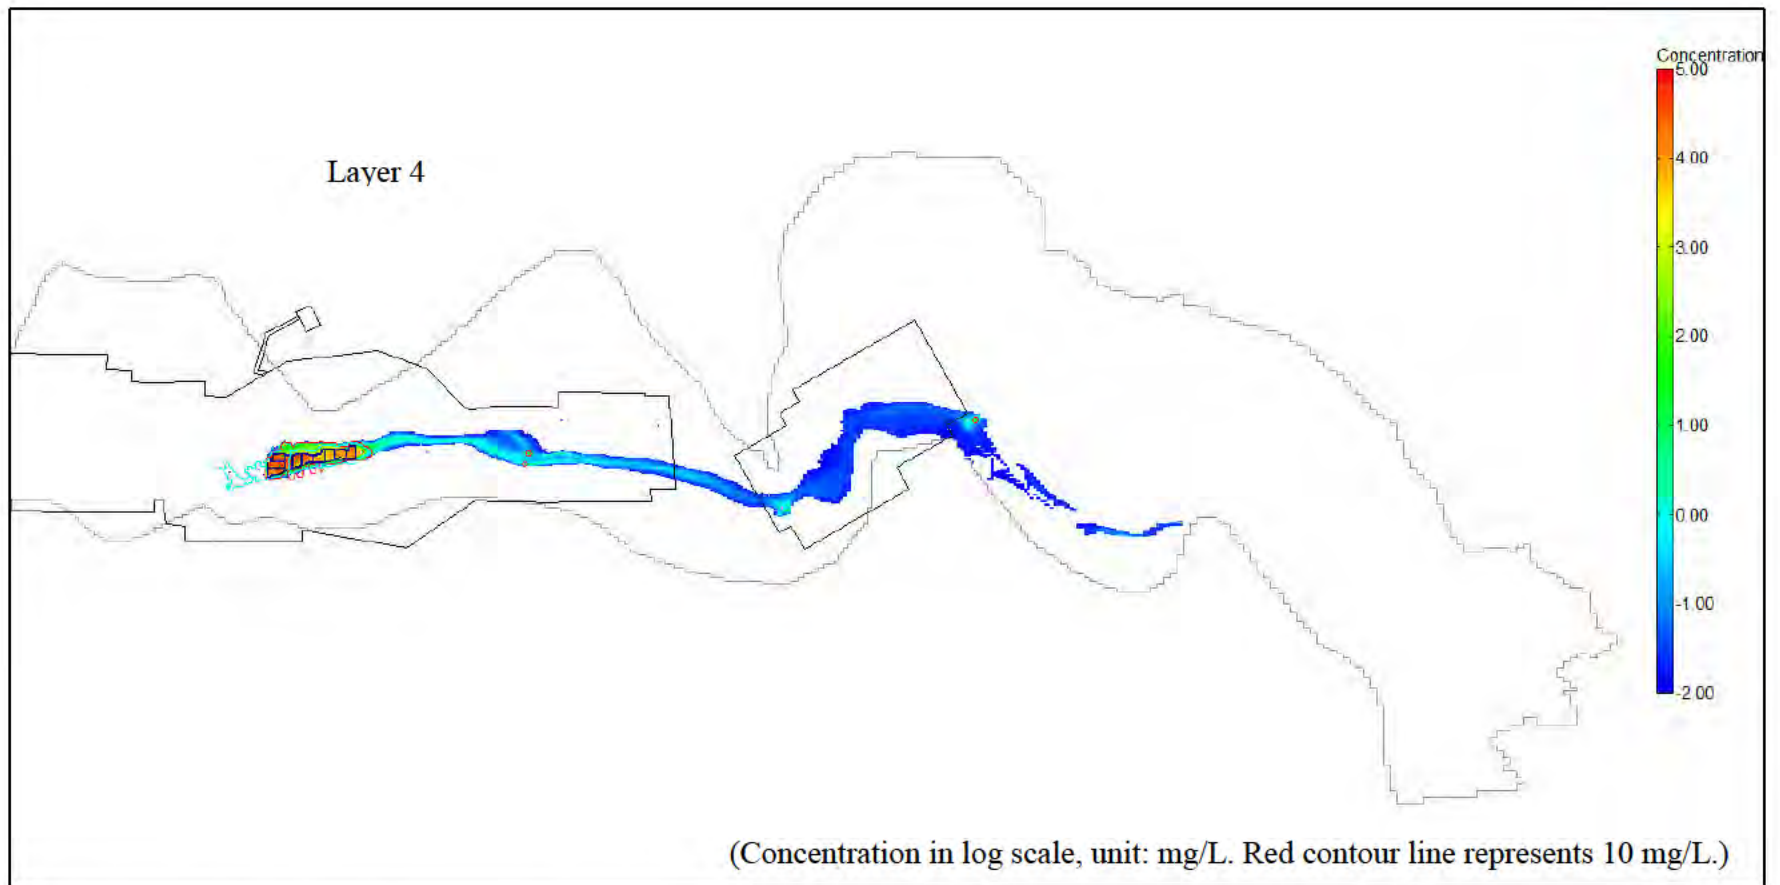 Concentration
5.00
Layer 4
4.00
3.00
2.00
1.00
0.00
-1.00
-2.00
(Concentration in log scale, unit: mg/L. Red contour line represents 10 mg/L.)